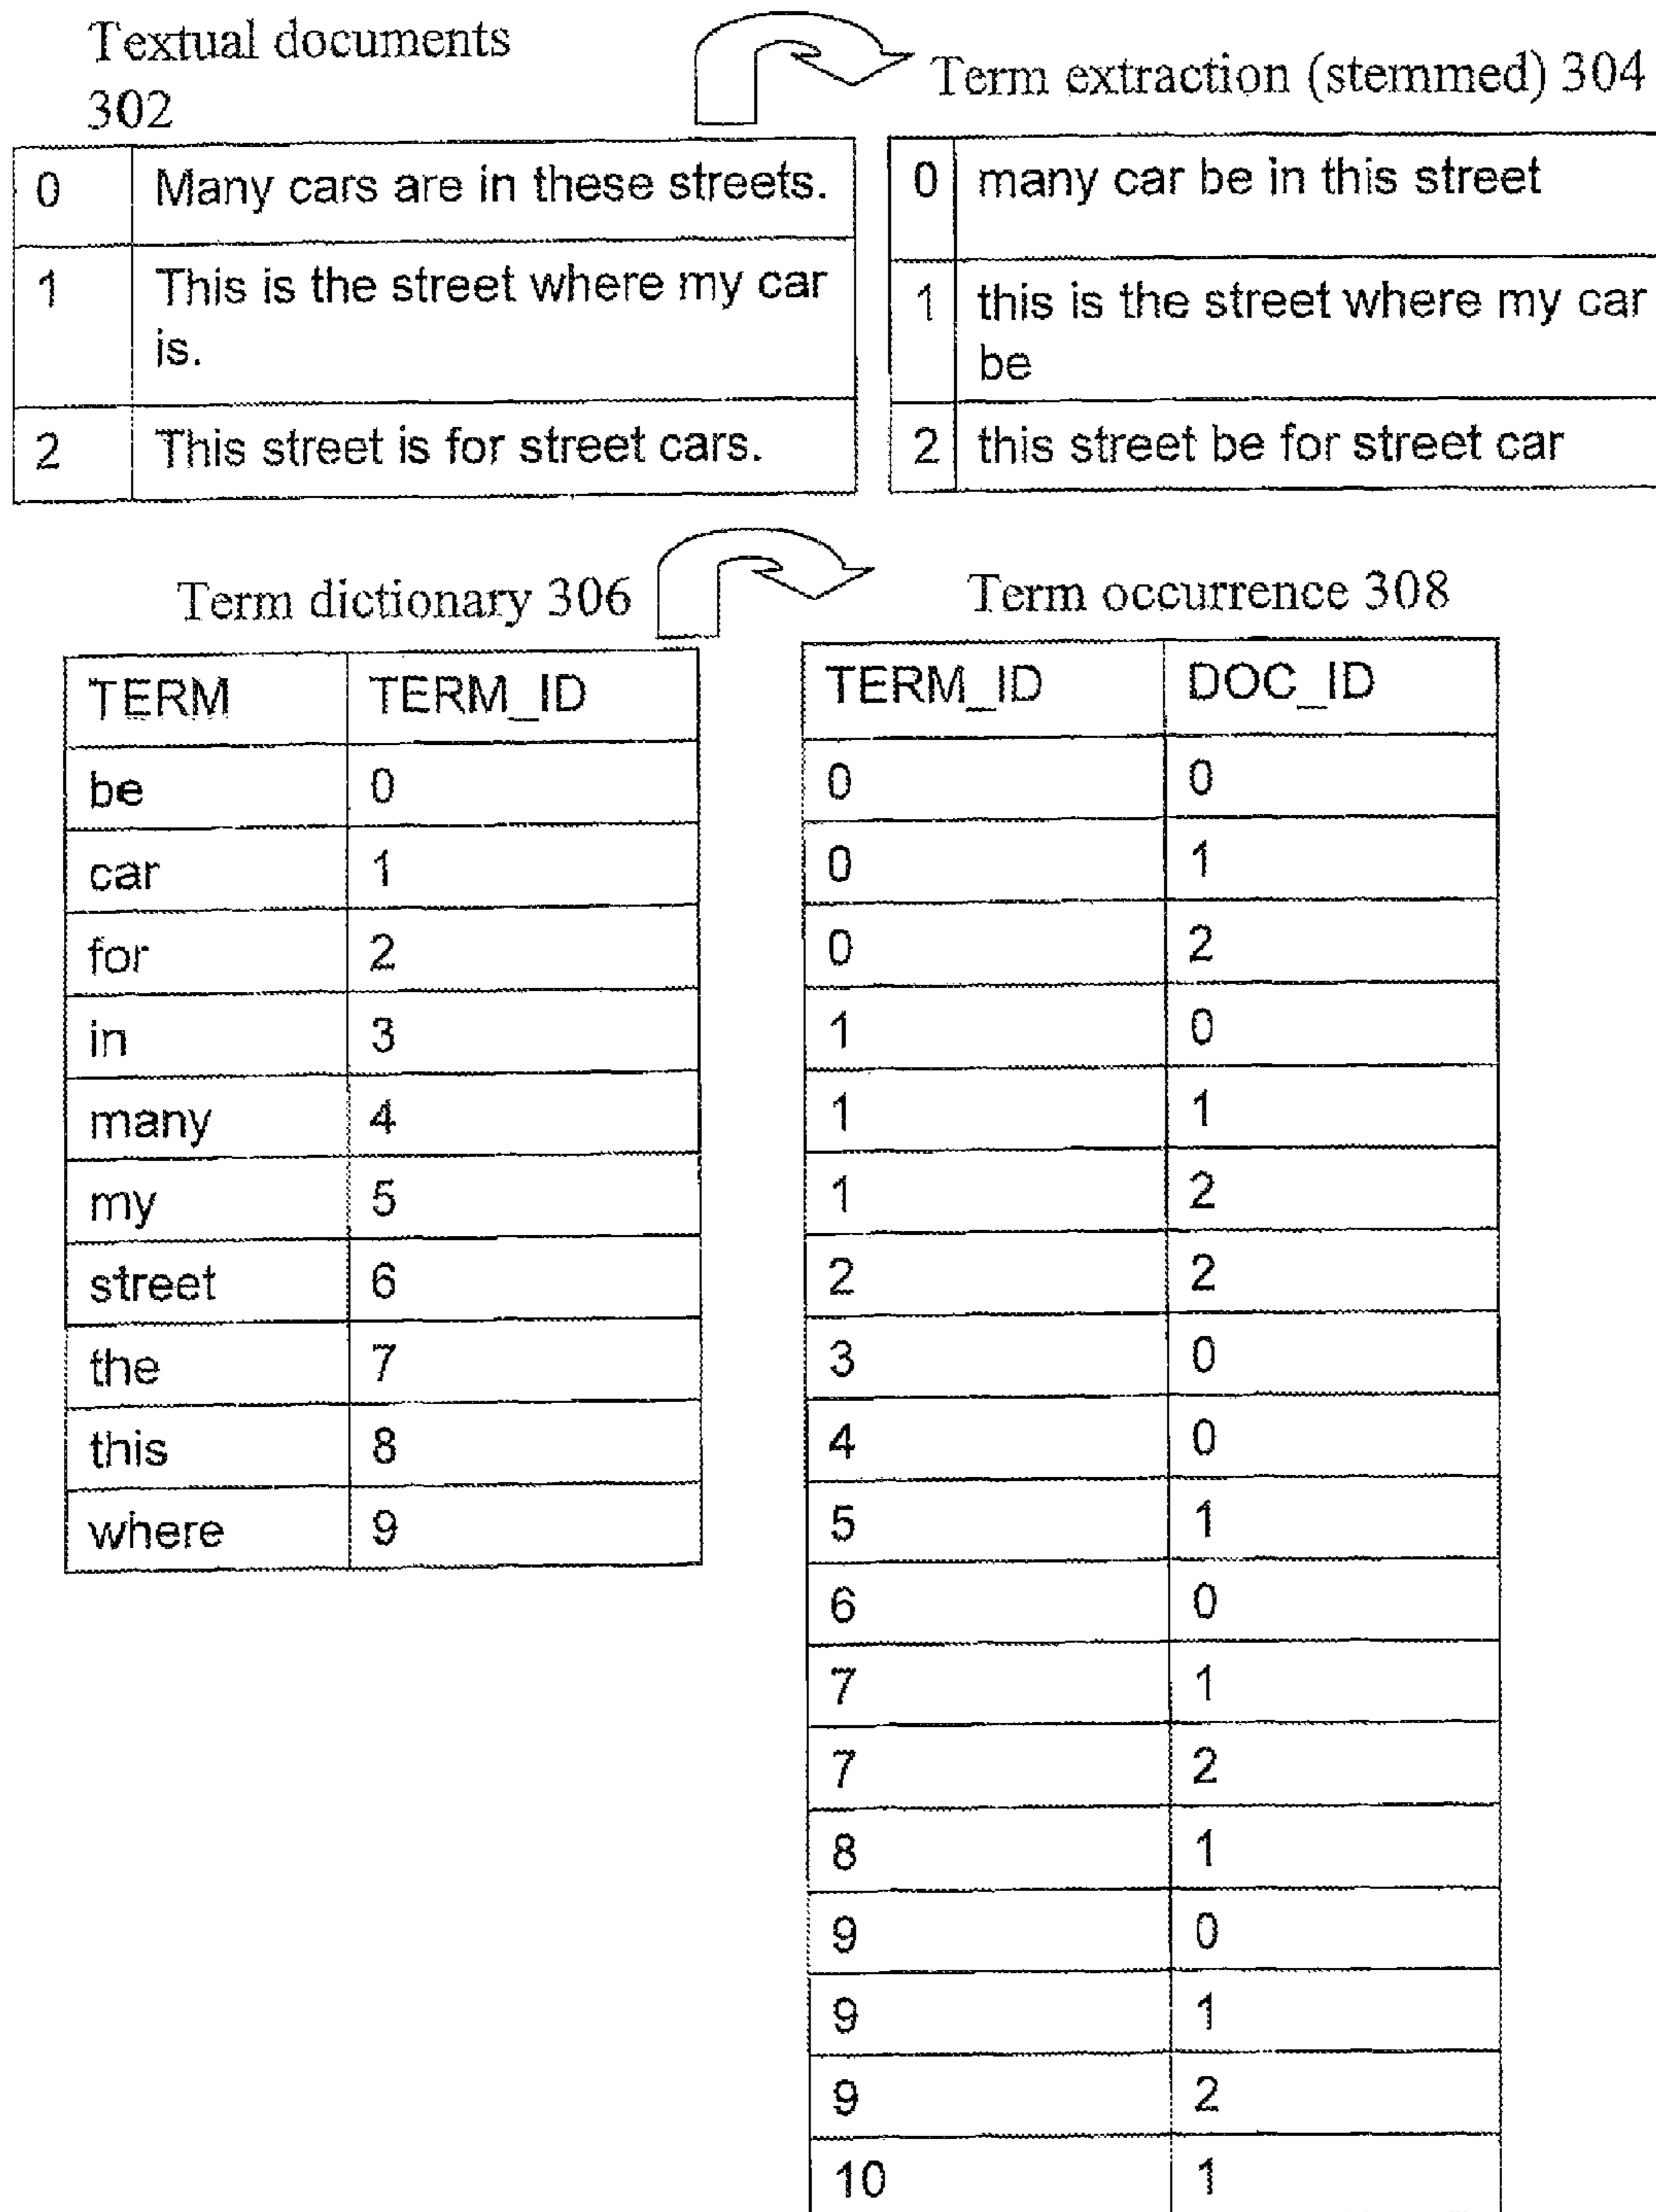 Textual documents
302
Term extraction (stemmed) 304
0 Many cars are in these streets.
1 This is the street where my car
is.
2 This street is for street cars.
0 many car be in this street
1 this is the street where my car
be
2 this street be for street car
Term dictionary 306
TERM TERM_ID
be 0
car 1
for 2
in 3
many 4
my 5
street 6
the 7
this 8
where 9
Term occurrence 308
TERM_ID DOC_ID
0 0
0 1
0 2
1 0
1 1
1 2
2 2
3 0
4 0
5 1
6 0
7 1
7 2
8 1
9 0
9 1
9 2
10 1